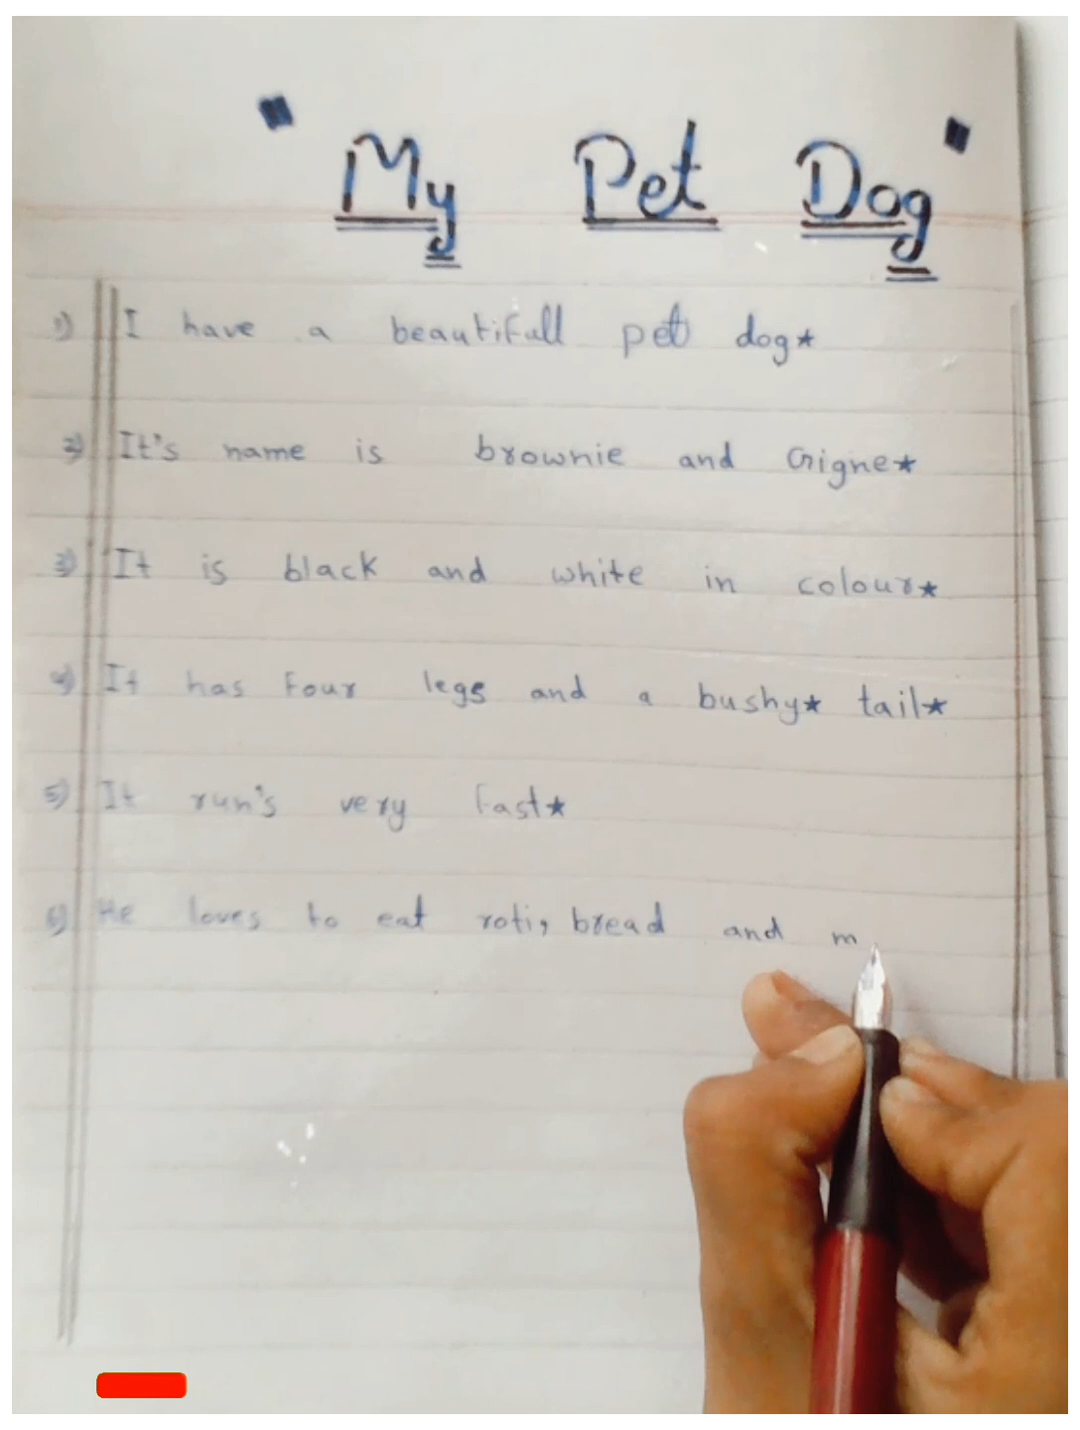 " My Pet Dog "
1) I have a beautifull pet dog★
2) It's name is brownie and Gigne★
3) It is black and white in colour★
4) It has four legs and a bushy★ tail★
5) It run's very fast★
6) He loves to eat roti, bread and m